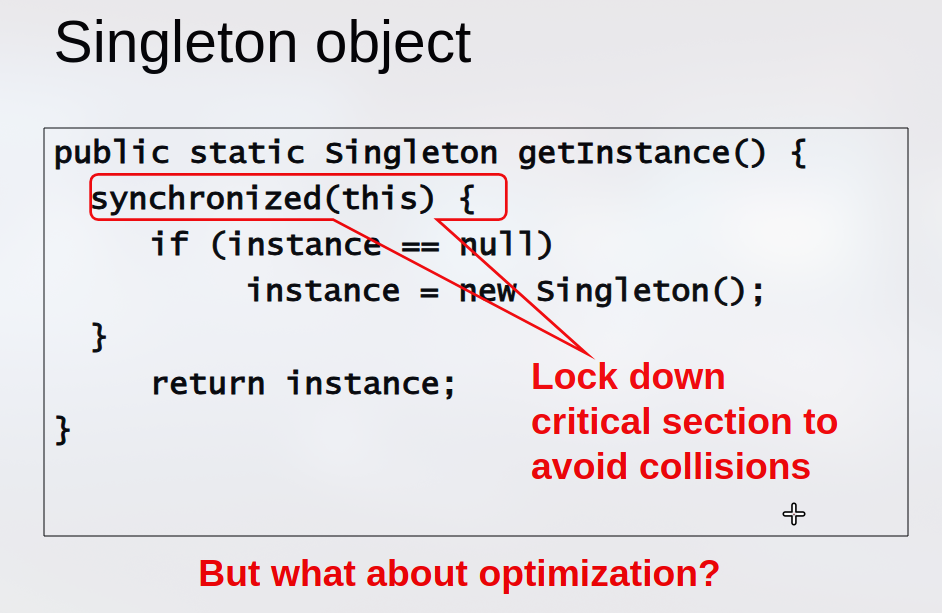 Singleton object
public static Singleton getInstance() {
synchronized(this) {
if (instance == null)
instance = new Singleton();
}
return instance;
}
Lock down
critical section to
avoid collisions
But what about optimization?